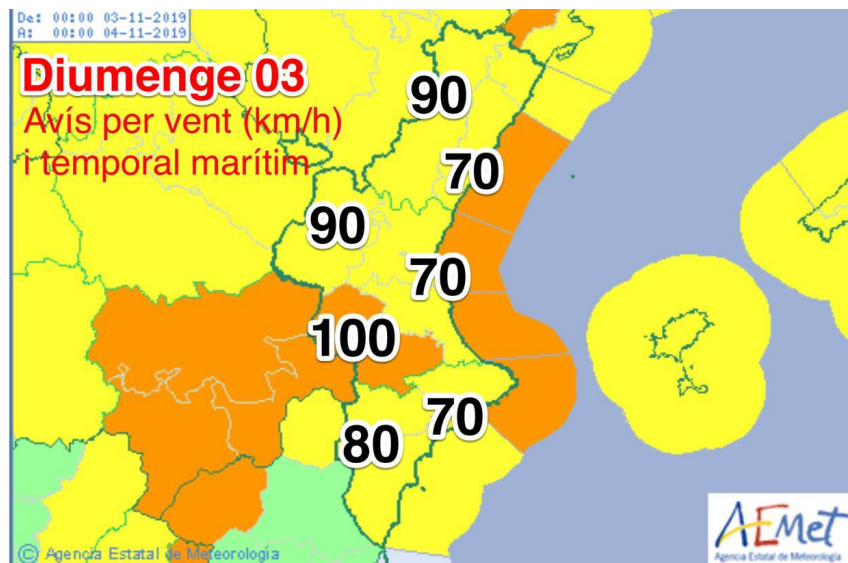 De: 00:00 03-11-2019
A: 00:00 04-11-2019
Diumenge 03
Avís per vent (km/h)
i temporal marítim
90
70
90
70
100
70
80
© Agencia Estatal de Meteorología
AEMet
Agencia Estatal de Meteorología